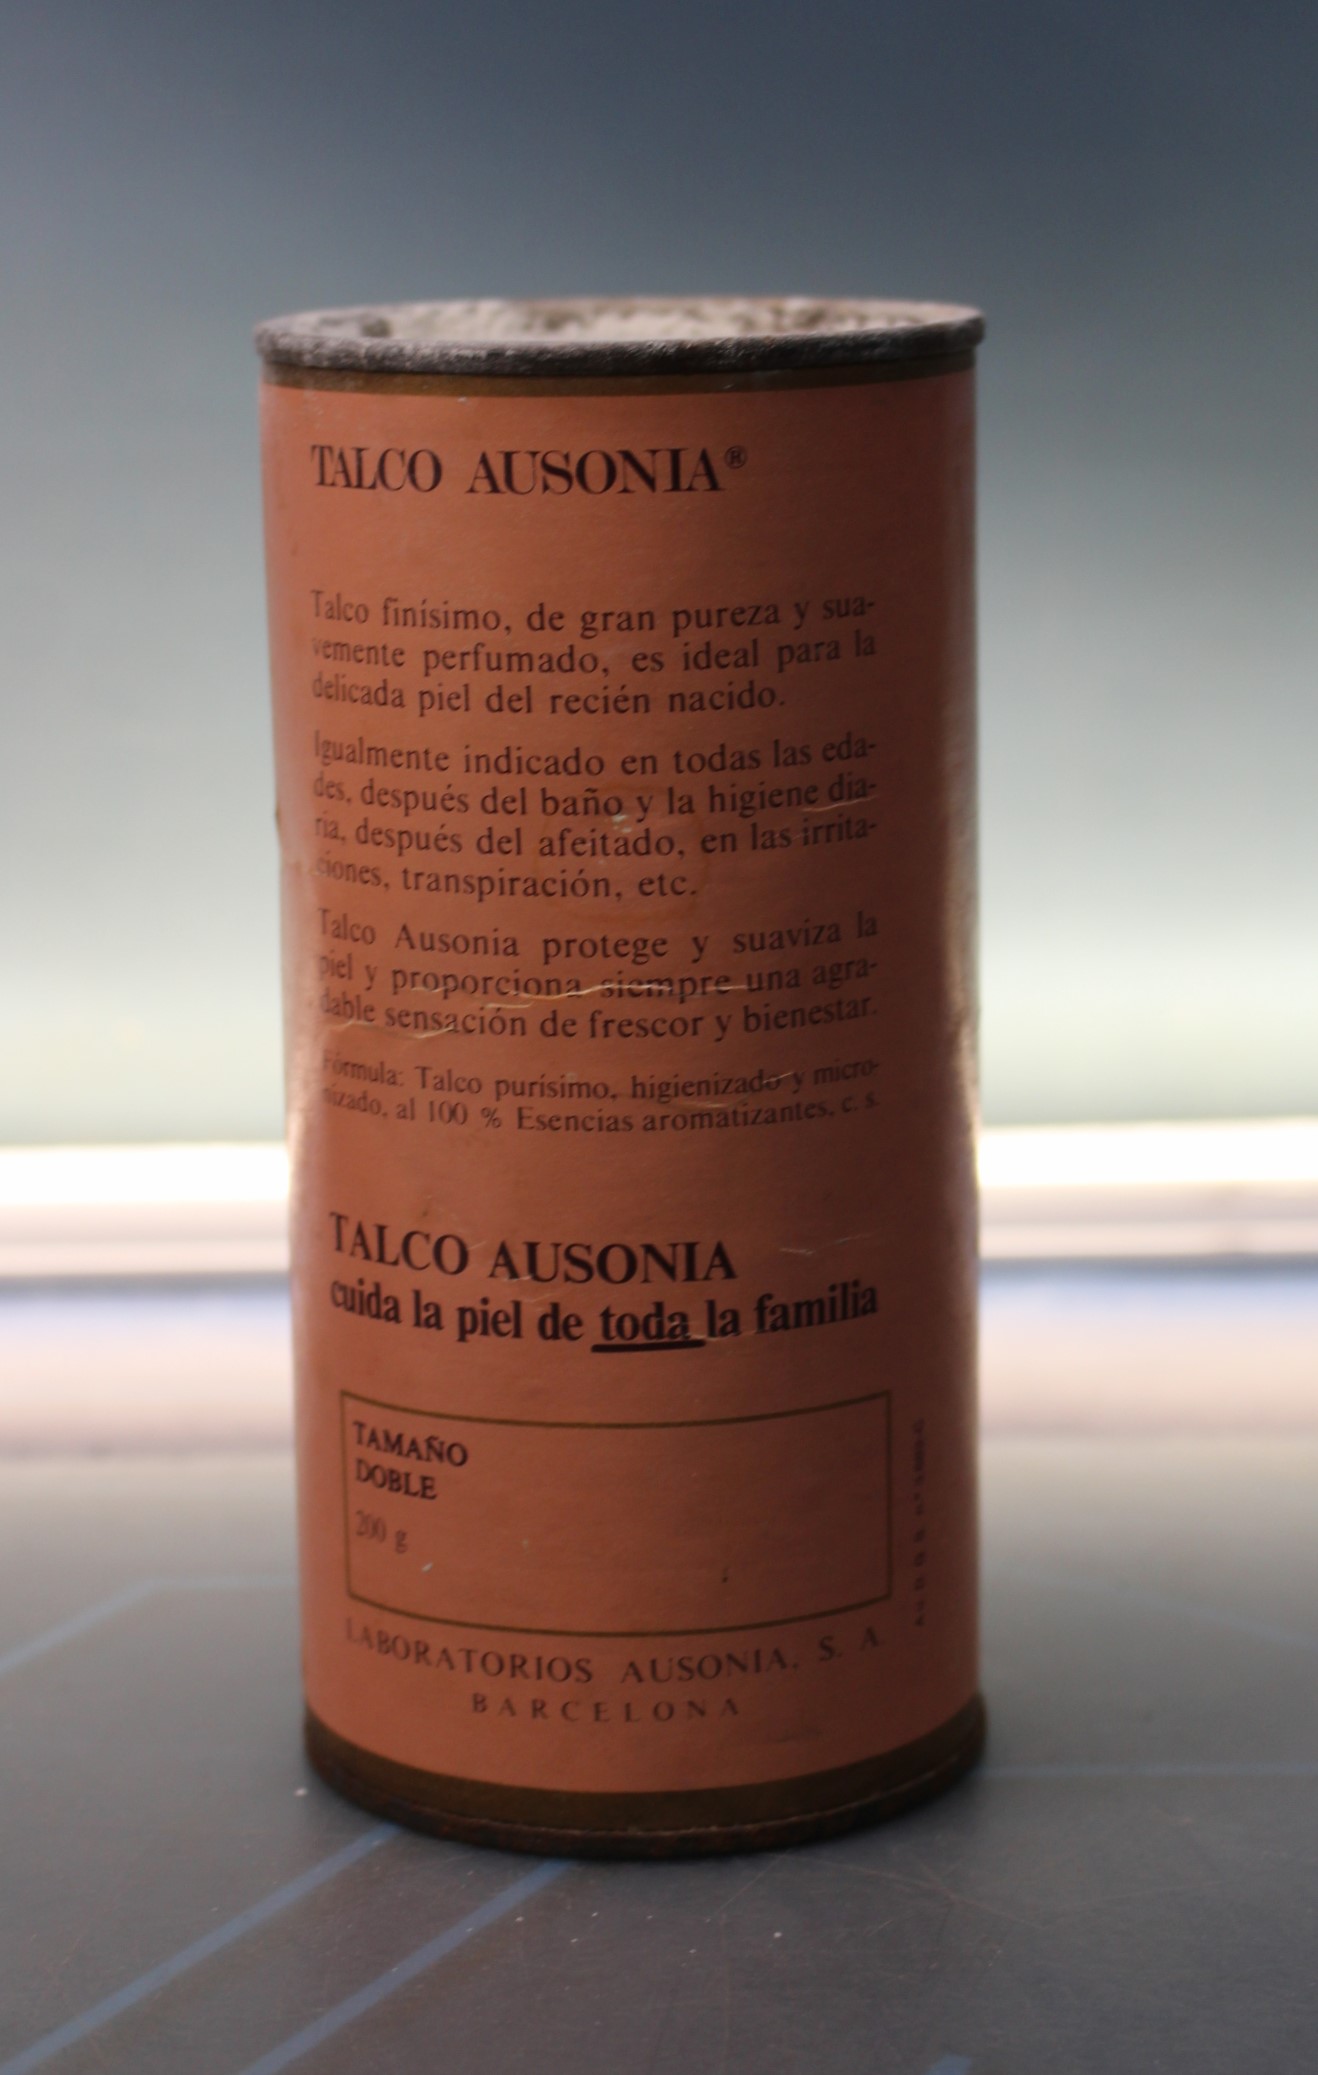 TALCO AUSONIA®
Talco finísimo, de gran pureza y sua-
vemente perfumado, es ideal para la
delicada piel del recién nacido.
Igualmente indicado en todas las eda-
des, después del baño y la higiene dia-
ria, después del afeitado, en las irrita-
ciones, transpiración, etc.
Talco Ausonia protege y suaviza la
piel y proporciona siempre una agra-
dable sensación de frescor y bienestar.
Fórmula: Talco purísimo, higienizado y micro-
nizado, al 100 % Esencias aromatizantes, c. s.
TALCO AUSONIA
cuida la piel de toda la familia
TAMAÑO
DOBLE
200 g
LABORATORIOS AUSONIA, S. A.
BARCELONA